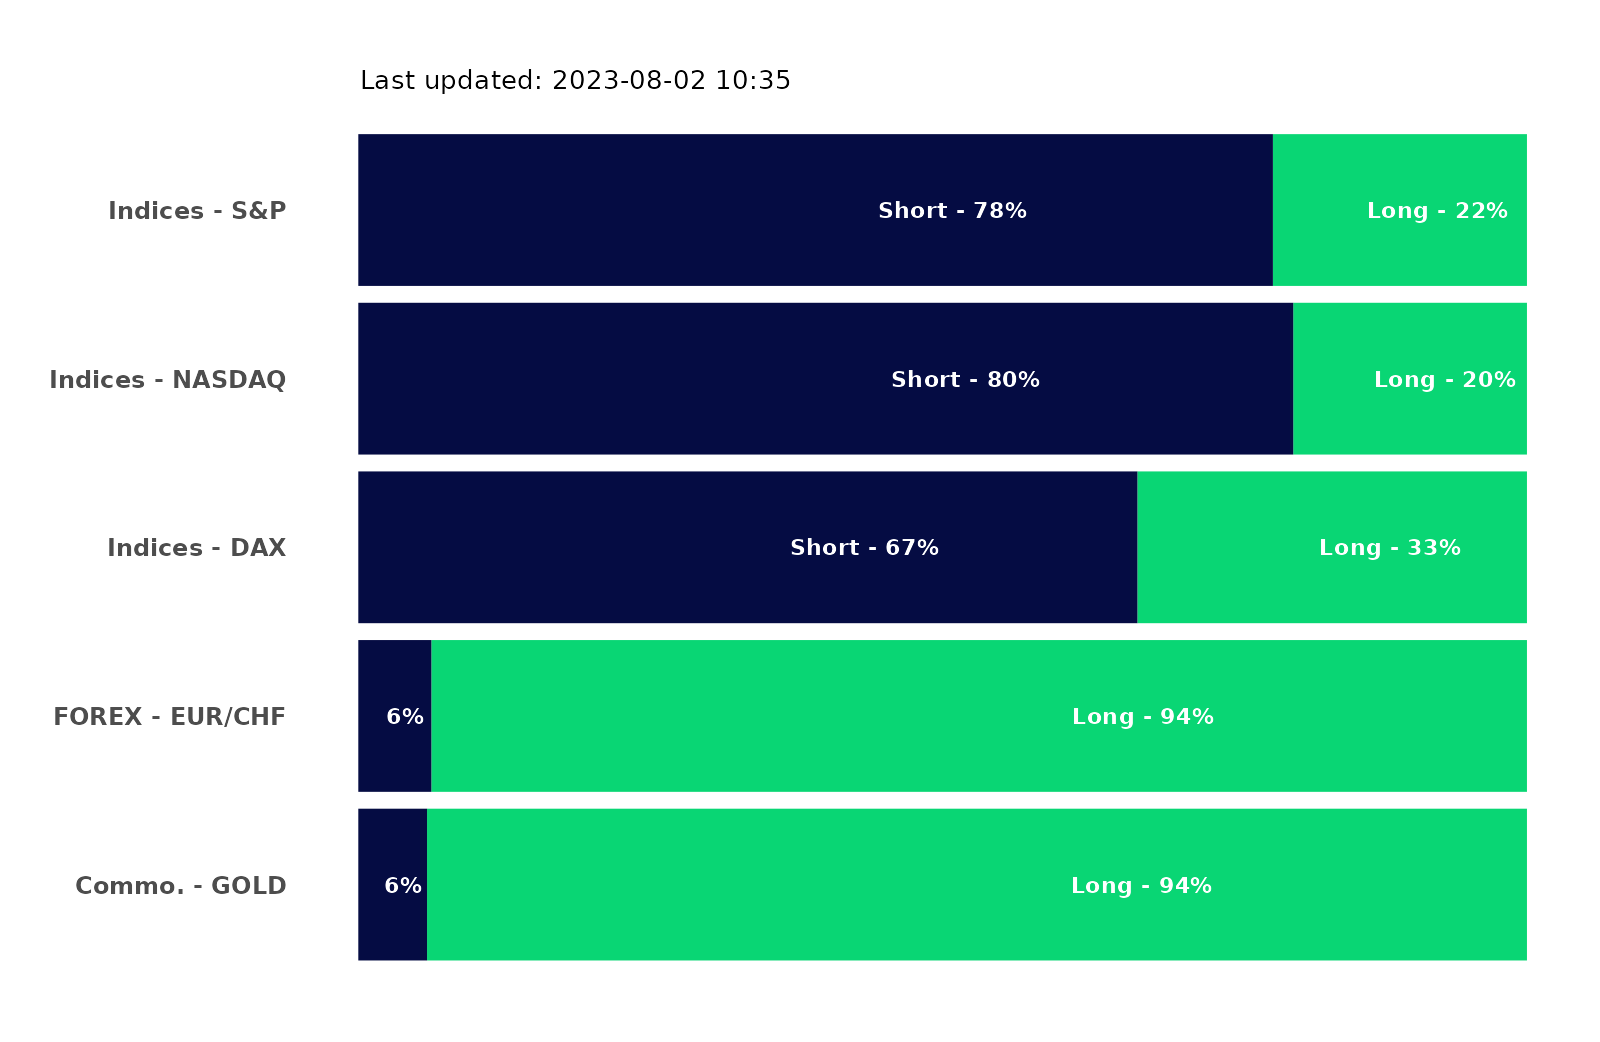 Last updated: 2023-08-02 10:35
Indices - S&P Short - 78% Long - 22%
Indices - NASDAQ Short - 80% Long - 20%
Indices - DAX Short - 67% Long - 33%
FOREX - EUR/CHF 6% Long - 94%
Commo. - GOLD 6% Long - 94%